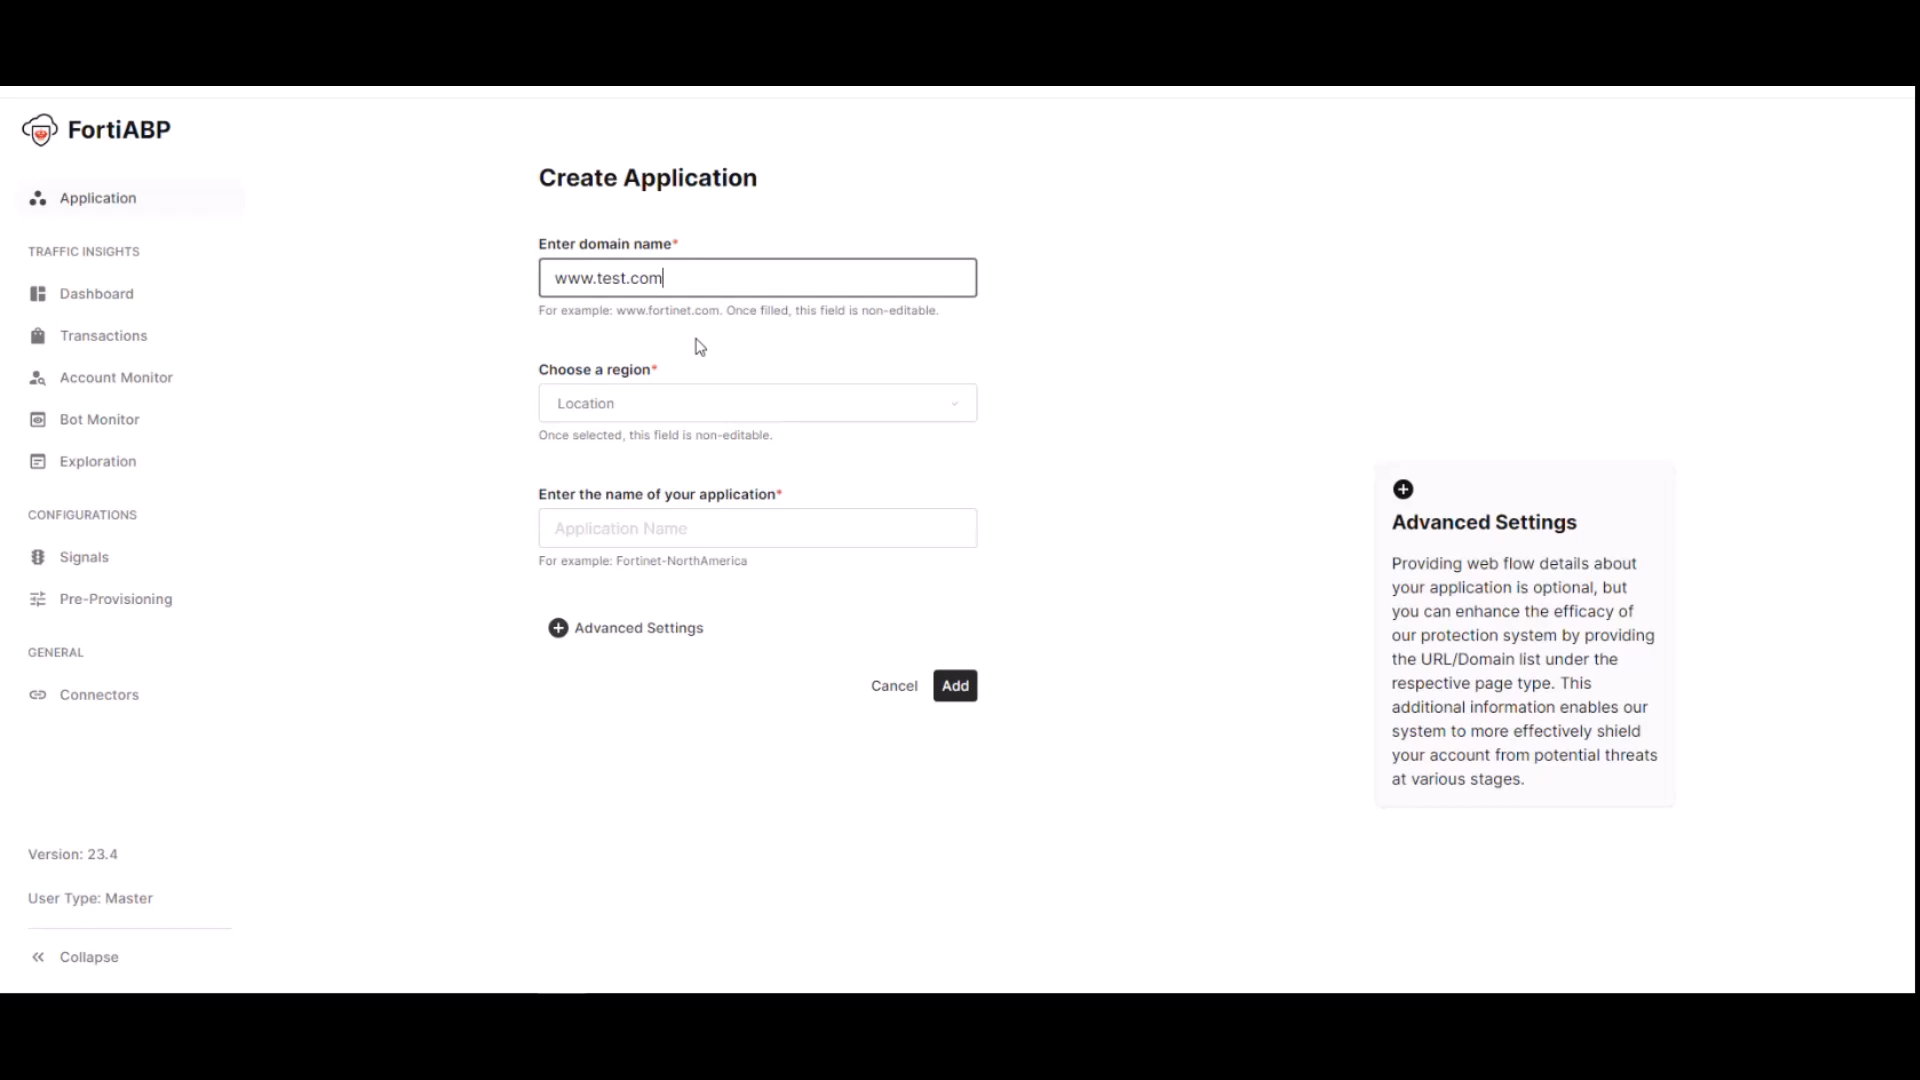 FortiABP
Application
TRAFFIC INSIGHTS
Dashboard
Transactions
Account Monitor
Bot Monitor
Exploration
CONFIGURATIONS
Signals
Pre-Provisioning
GENERAL
Connectors
Version: 23.4
User Type: Master
Collapse
Create Application
Enter domain name*
www.test.com
For example: www.fortinet.com. Once filled, this field is non-editable.
Choose a region*
Location
Once selected, this field is non-editable.
Enter the name of your application*
Application Name
For example: Fortinet-NorthAmerica
Advanced Settings
Cancel
Add
Advanced Settings
Providing web flow details about
your application is optional, but
you can enhance the efficacy of
our protection system by providing
the URL/Domain list under the
respective page type. This
additional information enables our
system to more effectively shield
your account from potential threats
at various stages.